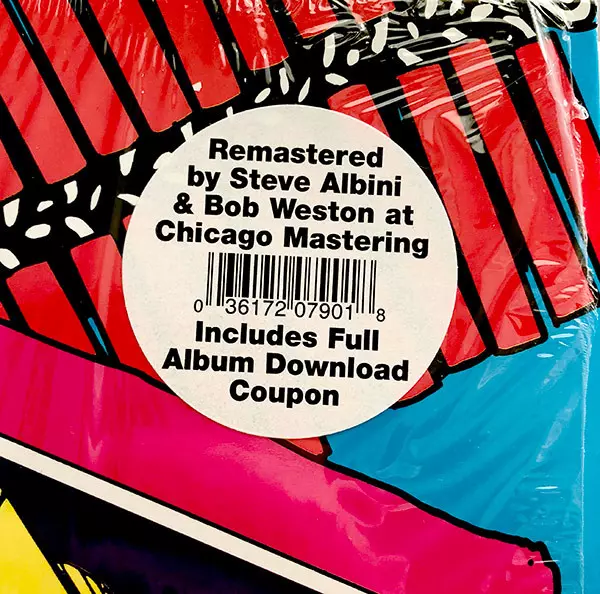 Remastered
by Steve Albini
& Bob Weston at
Chicago Mastering
0 36172 07901 8
Includes Full
Album Download
Coupon